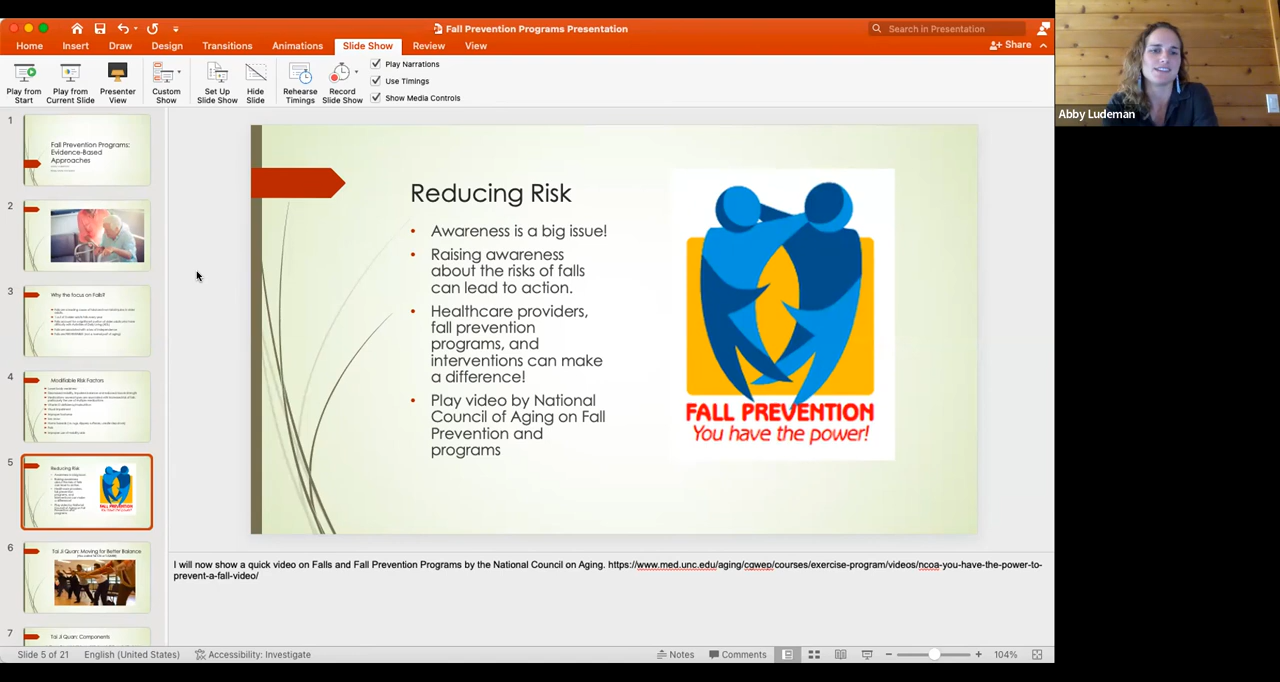 Fall Prevention Programs Presentation
Search in Presentation
Home
Insert
Draw
Design
Transitions
Animations
Slide Show
Review
View
Share
Play from
Start
Play from
Current Slide
Presenter
View
Custom
Show
Set Up
Slide Show
Hide
Slide
Rehearse
Timings
Record
Slide Show
Play Narrations
Use Timings
Show Media Controls
Abby Ludeman
1
Fall Prevention Programs:
Evidence-Based
Approaches
2
3
Why the focus on Falls?
4
Modifiable Risk Factors
5
Reducing Risk
6
Tai Ji Quan: Moving for Better Balance
7
Tai Ji Quan: Components
Reducing Risk
• Awareness is a big issue!
• Raising awareness
about the risks of falls
can lead to action.
• Healthcare providers,
fall prevention
programs, and
interventions can make
a difference!
• Play video by National
Council of Aging on Fall
Prevention and
programs
FALL PREVENTION
You have the power!
I will now show a quick video on Falls and Fall Prevention Programs by the National Council on Aging. https://www.med.unc.edu/aging/cgwep/courses/exercise-program/videos/ncoa-you-have-the-power-to-
prevent-a-fall-video/
Slide 5 of 21
English (United States)
Accessibility: Investigate
Notes
Comments
104%